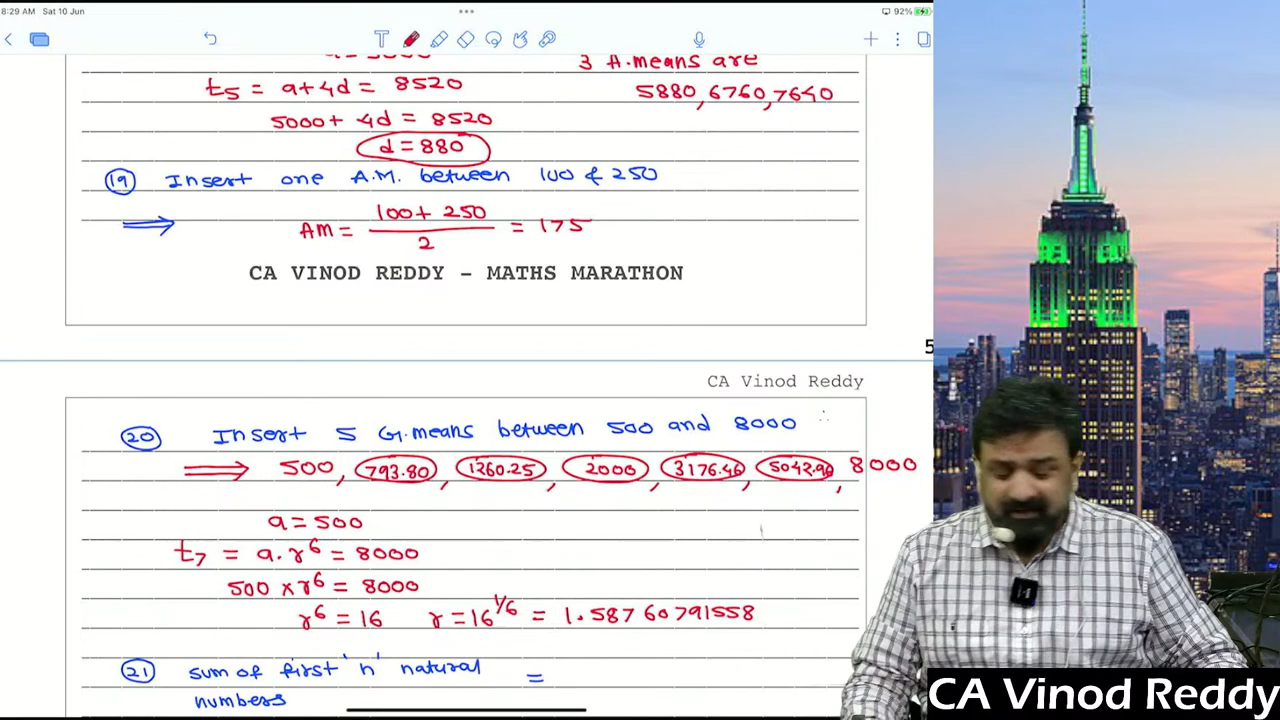 8:29 AM Sat 10 Jun
92%
3 A.means are
t5 = a+4d = 8520
5880, 6760, 7640
5000+ 4d = 8520
d = 880
19 Insert one A.M. between 100 & 250
AM = 100 + 250 / 2 = 175
CA VINOD REDDY - MATHS MARATHON
5
CA Vinod Reddy
20 Insert 5 G.means between 500 and 8000
500, 793.80, 1260.25, 2000, 3176.46, 5042.90, 8000
a = 500
t7 = a.r^6 = 8000
500 x r^6 = 8000
r^6 = 16 r = 16^1/6 = 1.58760791558
21 sum of first 'n' natural =
numbers
CA Vinod Reddy